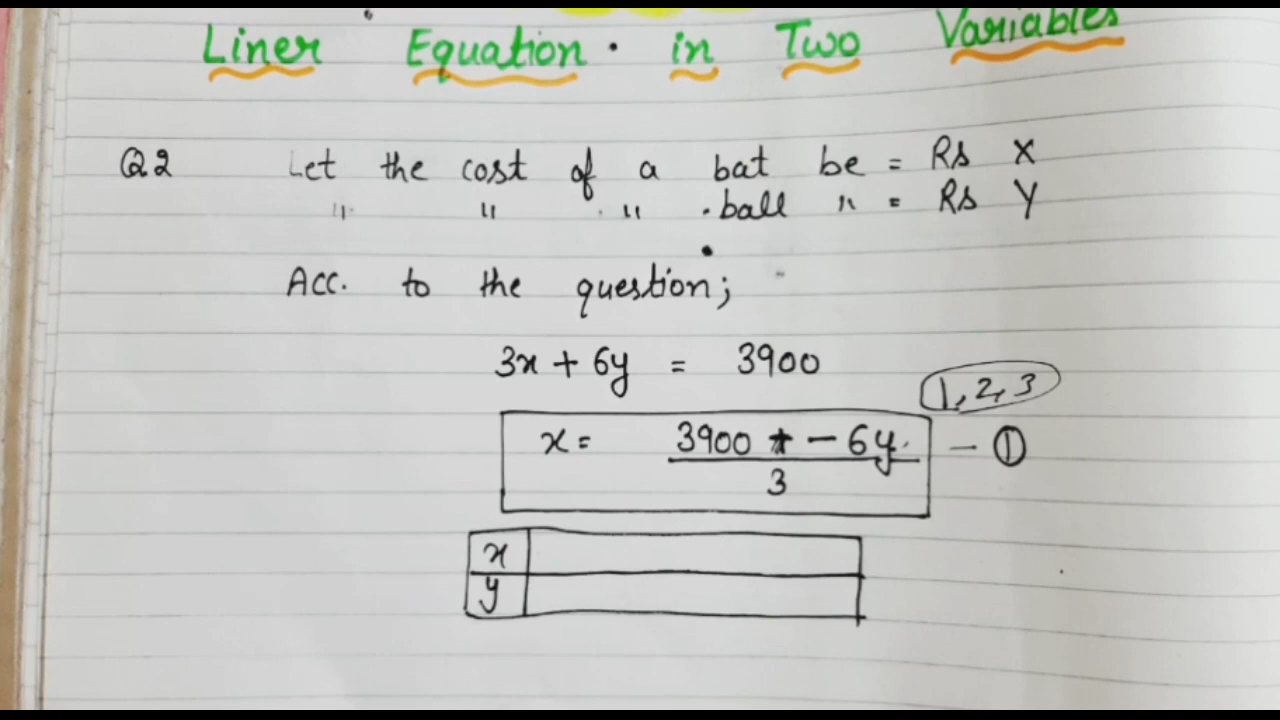 Liner Equation in Two Variables
Q2 Let the cost of a bat be = Rs X
" " " ball " = Rs Y
Acc. to the question;
3x + 6y = 3900
1, 2, 3
x = 3900 - 6y / 3 - ①
x
y